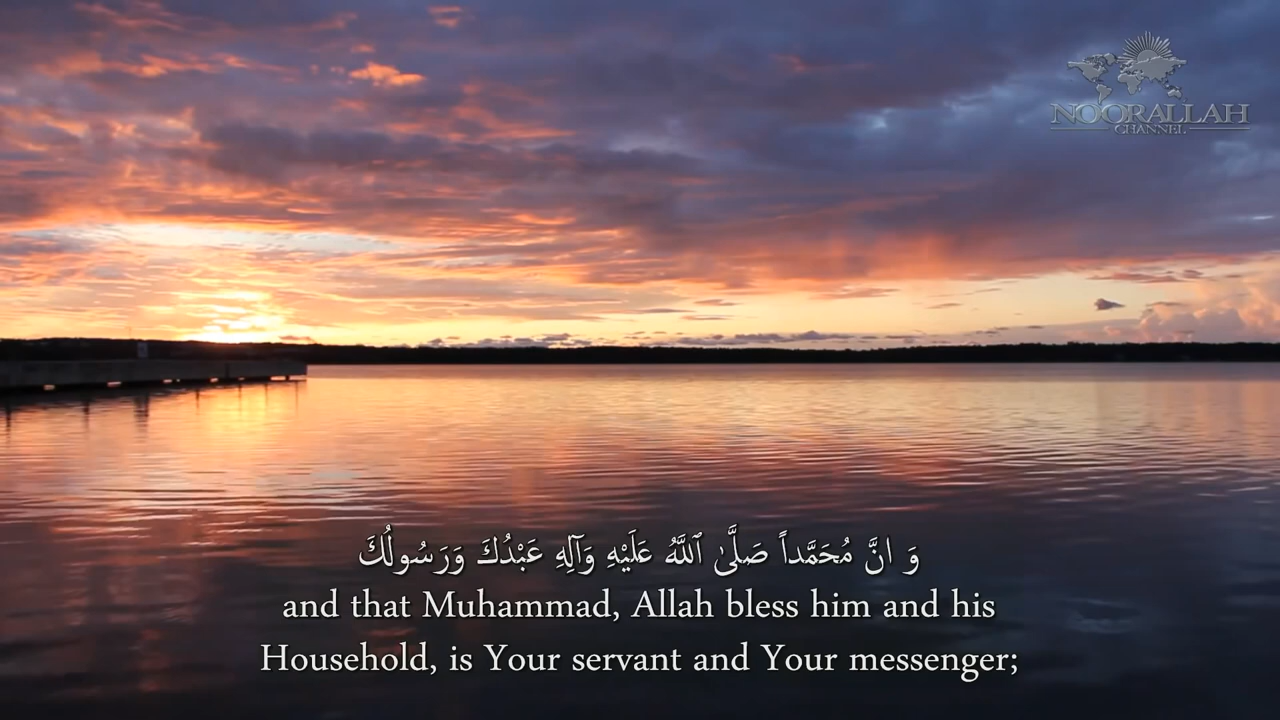 NOORALLAH
CHANNEL
وَ انَّ مُحَمَّداً صَلَّىٰ ٱللَّهُ عَلَيْهِ وَآلِهِ عَبْدُكَ وَرَسُولُكَ
and that Muhammad, Allah bless him and his
Household, is Your servant and Your messenger;